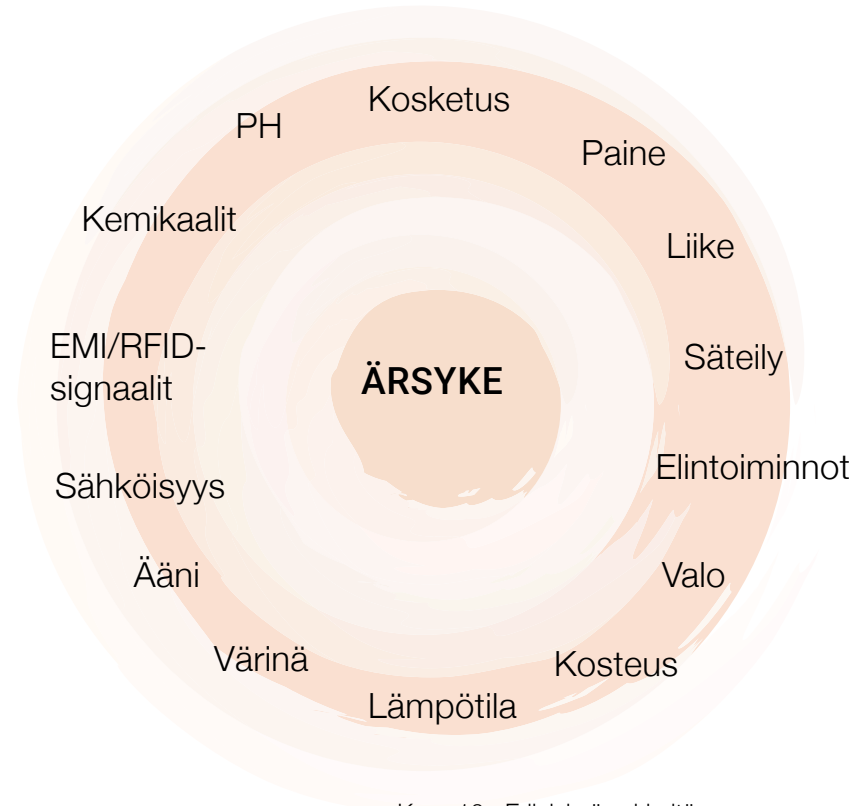 Kosketus
PH
Paine
Kemikaalit
Liike
EMI/RFID-
signaalit
Säteily
ÄRSYKE
Elintoiminnot
Sähköisyys
Ääni
Valo
Värinä
Kosteus
Lämpötila